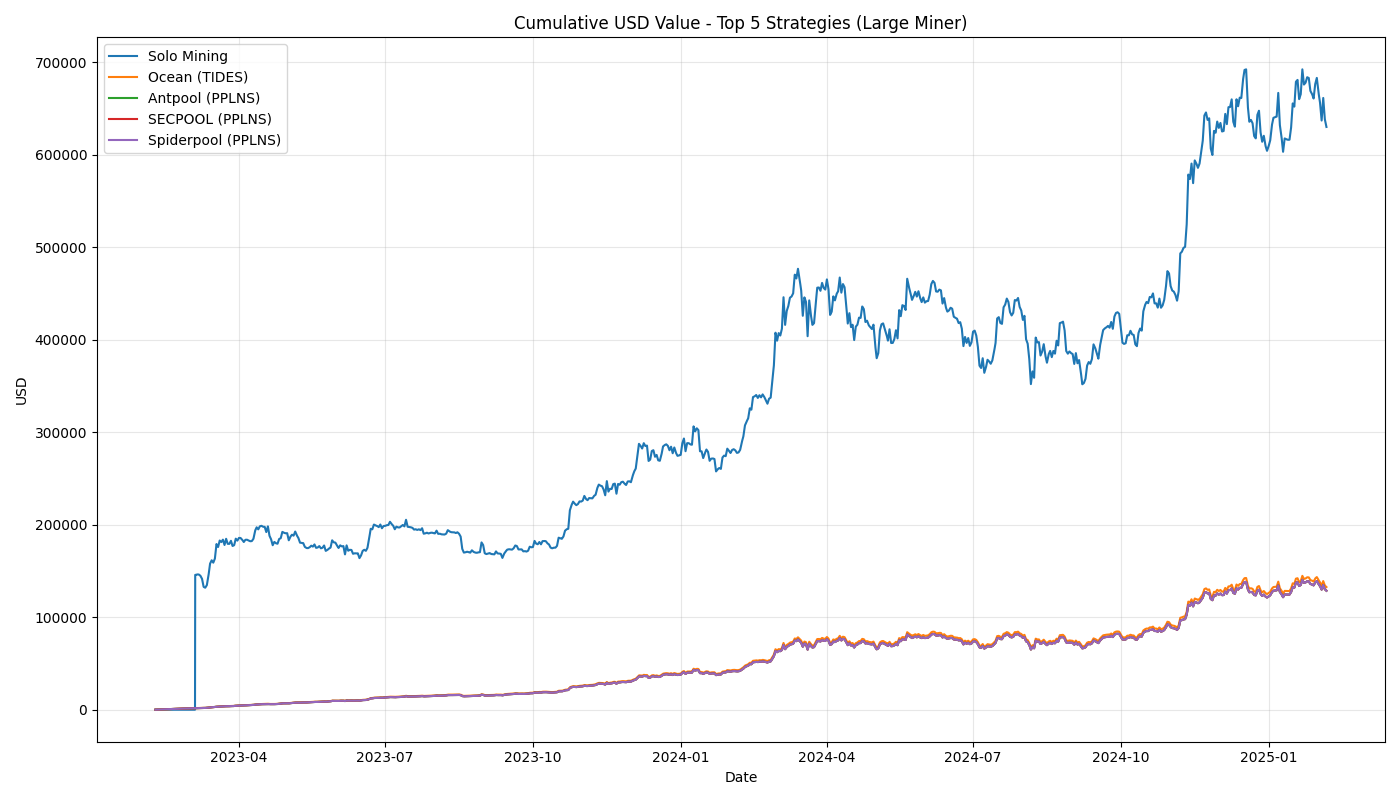 Cumulative USD Value - Top 5 Strategies (Large Miner)
Solo Mining
Ocean (TIDES)
Antpool (PPLNS)
SECPOOL (PPLNS)
Spiderpool (PPLNS)
USD
700000
600000
500000
400000
300000
200000
100000
0
2023-04
2023-07
2023-10
2024-01
2024-04
2024-07
2024-10
2025-01
Date